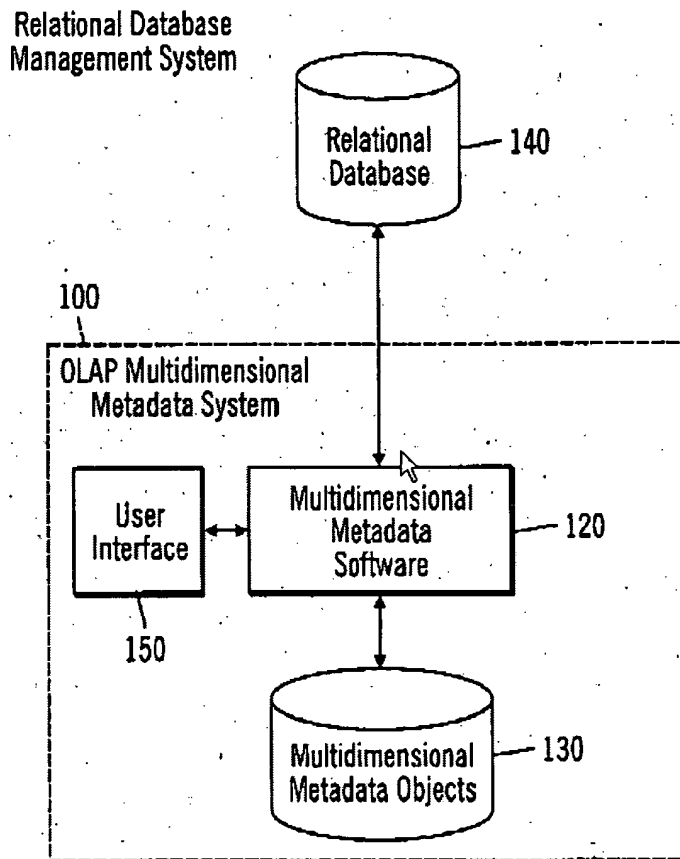 Relational Database
Management System
Relational
Database
140
100
OLAP Multidimensional
Metadata System
User
Interface
150
Multidimensional
Metadata
Software
120
Multidimensional
Metadata Objects
130